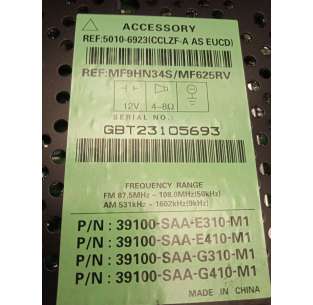 ACCESSORY
REF:5010-6923(CCLZF-A AS EUCD)
REF:MF9HN34S/MF625RV
12V 4-8Ω
SERIAL NO:
GBT23105693
FREQUENCY RANGE
FM 87.5MHz - 108.0MHz(50kHz)
AM 531kHz - 1602kHz(9kHz)
P/N : 39100-SAA-E310-M1
P/N : 39100-SAA-E410-M1
P/N : 39100-SAA-G310-M1
P/N : 39100-SAA-G410-M1
MADE IN CHINA